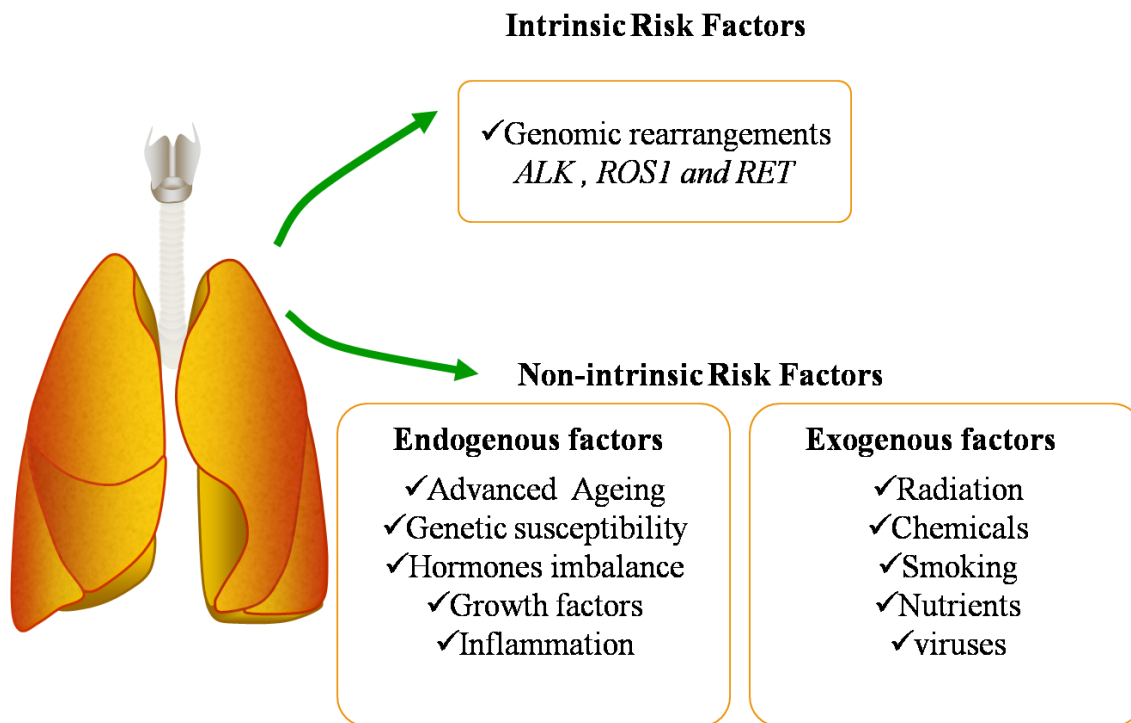 Intrinsic Risk Factors
✓Genomic rearrangements
ALK , ROS1 and RET
Non-intrinsic Risk Factors
Endogenous factors
✓Advanced Ageing
✓Genetic susceptibility
✓Hormones imbalance
✓Growth factors
✓Inflammation
Exogenous factors
✓Radiation
✓Chemicals
✓Smoking
✓Nutrients
✓viruses